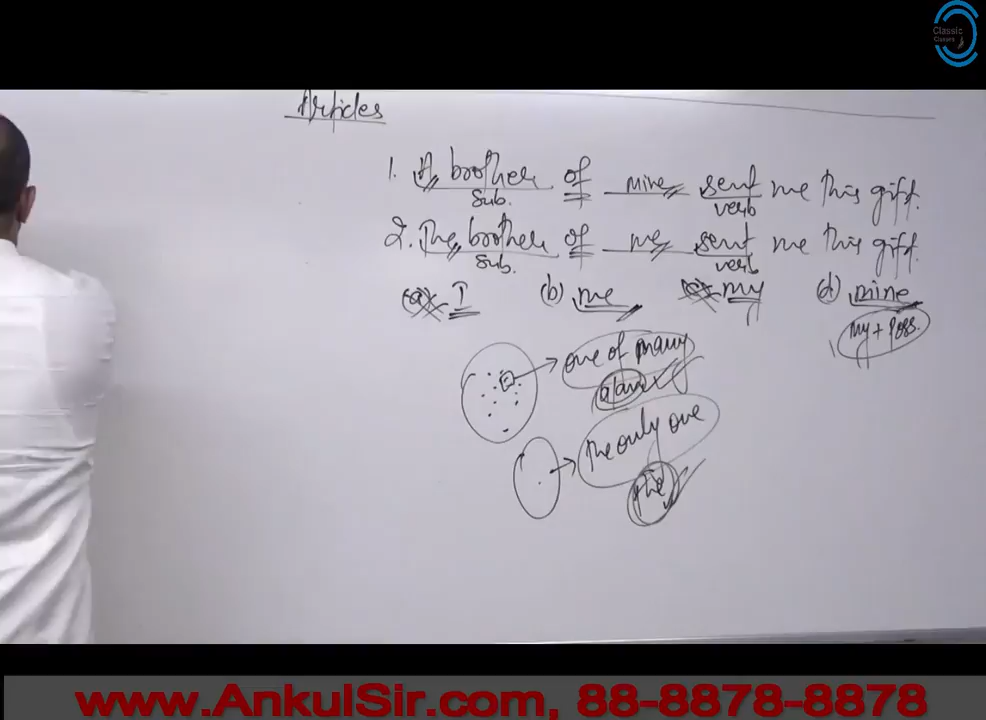 Classic
Classes
Articles
1. A brother of mine sent me this gift.
Sub. verb
2. The brother of me sent me this gift.
Sub. verb
(a) I (b) me (c) my (d) mine
My + Poss.
one of many
a/an
The only one
the
www.AnkulSir.com, 88-8878-8878